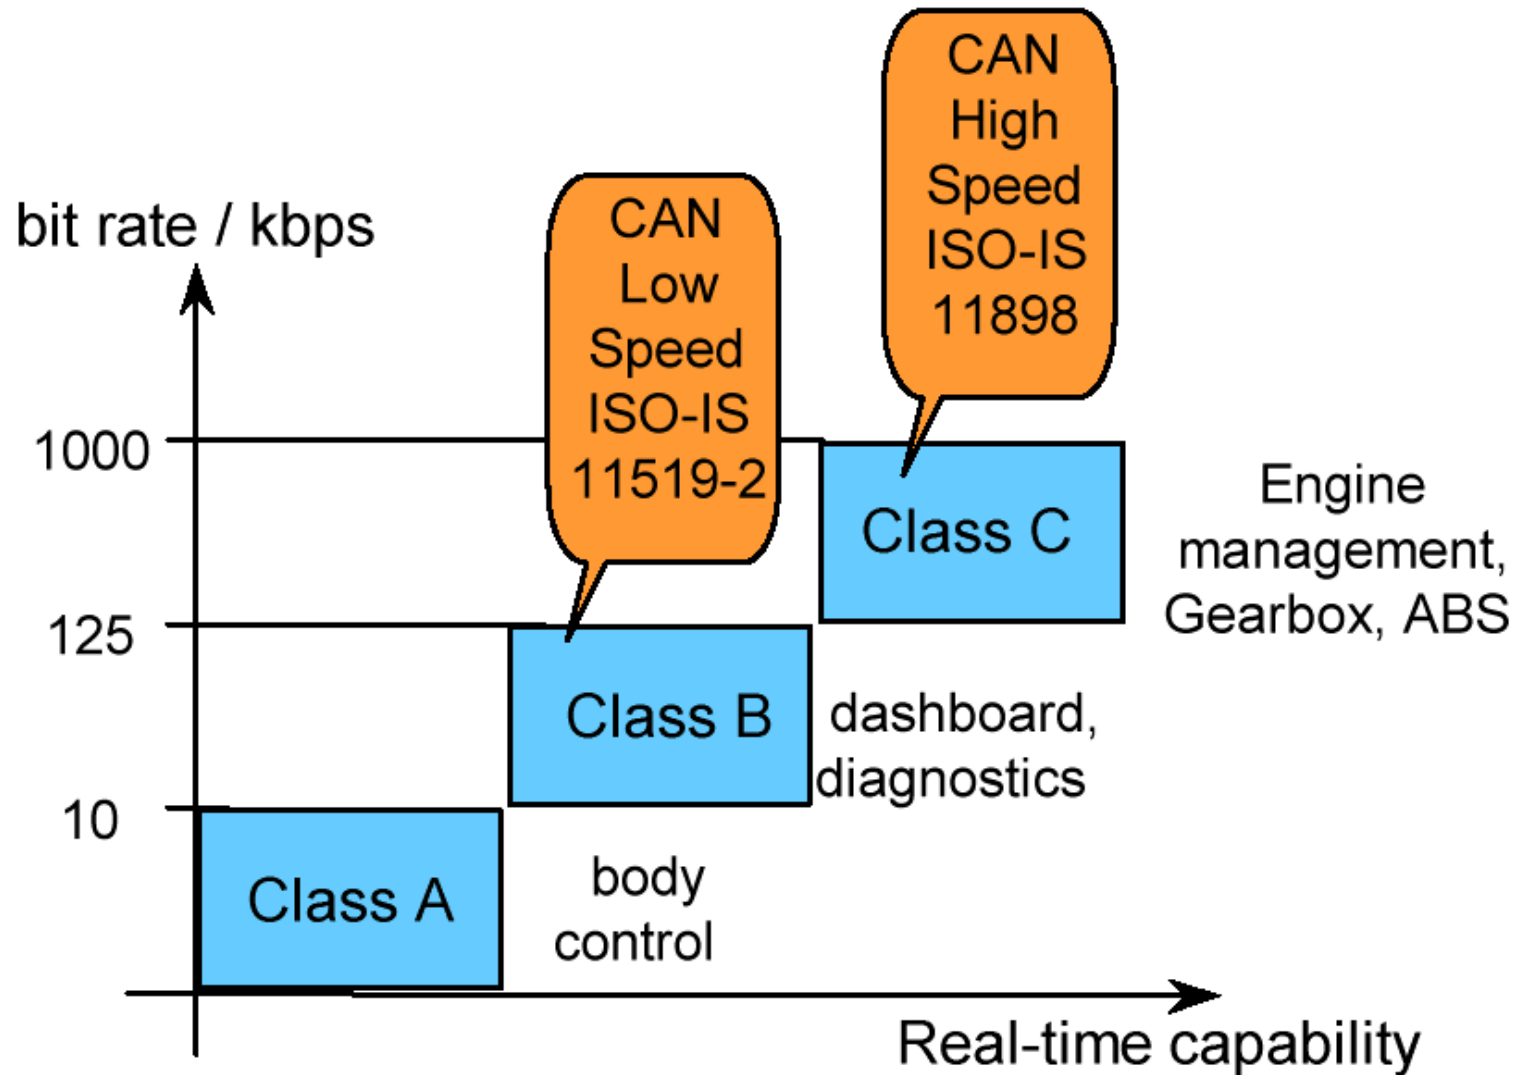 CAN
High
Speed
ISO-IS
11898
CAN
Low
Speed
ISO-IS
11519-2
bit rate / kbps
1000
125
10
Class C
Engine
management,
Gearbox, ABS
Class B
dashboard,
diagnostics
Class A
body
control
Real-time capability